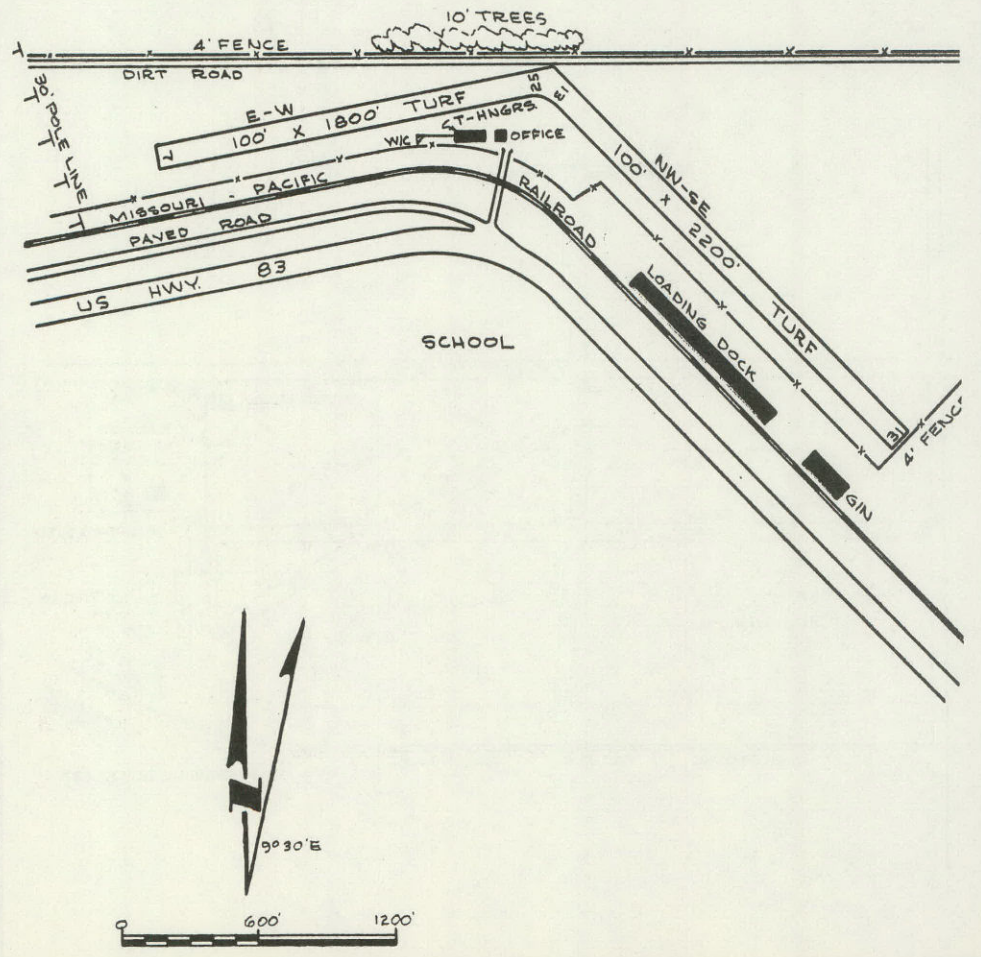 10' TREES
4' FENCE
DIRT ROAD
30' POLE LINE
E-W
100' X 1800' TURF
25
13
7
T-HNGRS.
W/C
OFFICE
NW-SE
100' X 2200' TURF
31
MISSOURI-PACIFIC RAILROAD
PAVED ROAD
US HWY. 83
LOADING DOCK
SCHOOL
4' FENCE
GIN
N
9° 30' E
0 600' 1200'